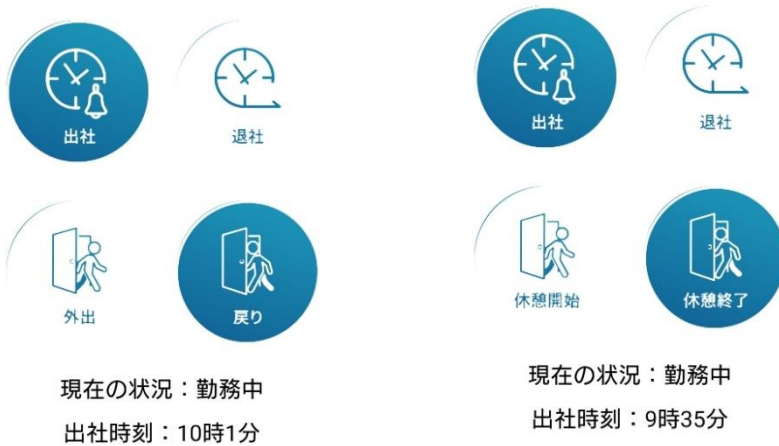 出社
退社
外出
戻り
現在の状況：勤務中
出社時刻：10時1分
出社
退社
休憩開始
休憩終了
現在の状況：勤務中
出社時刻：9時35分